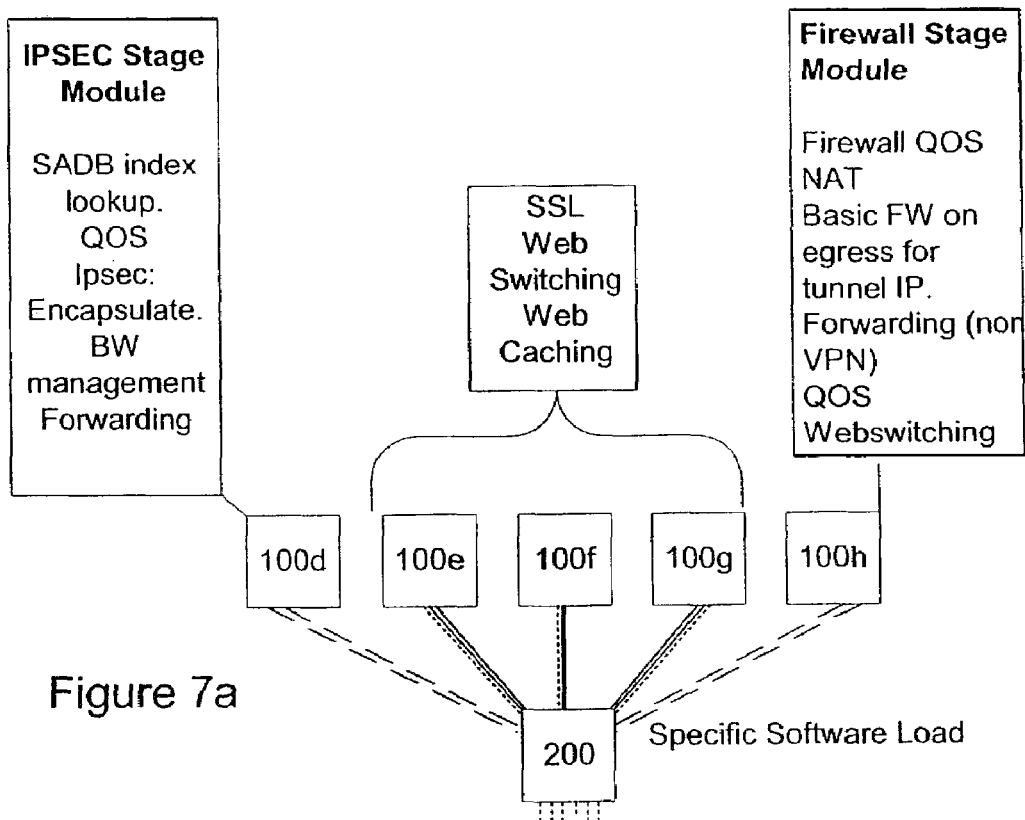 IPSEC Stage
Module
SADB index
lookup.
QOS
Ipsec:
Encapsulate.
BW
management
Forwarding
SSL
Web
Switching
Web
Caching
Firewall Stage
Module
Firewall QOS
NAT
Basic FW on
egress for
tunnel IP.
Forwarding (non
VPN)
QOS
Webswitching
100d
100e
100f
100g
100h
Figure 7a
200
Specific Software Load